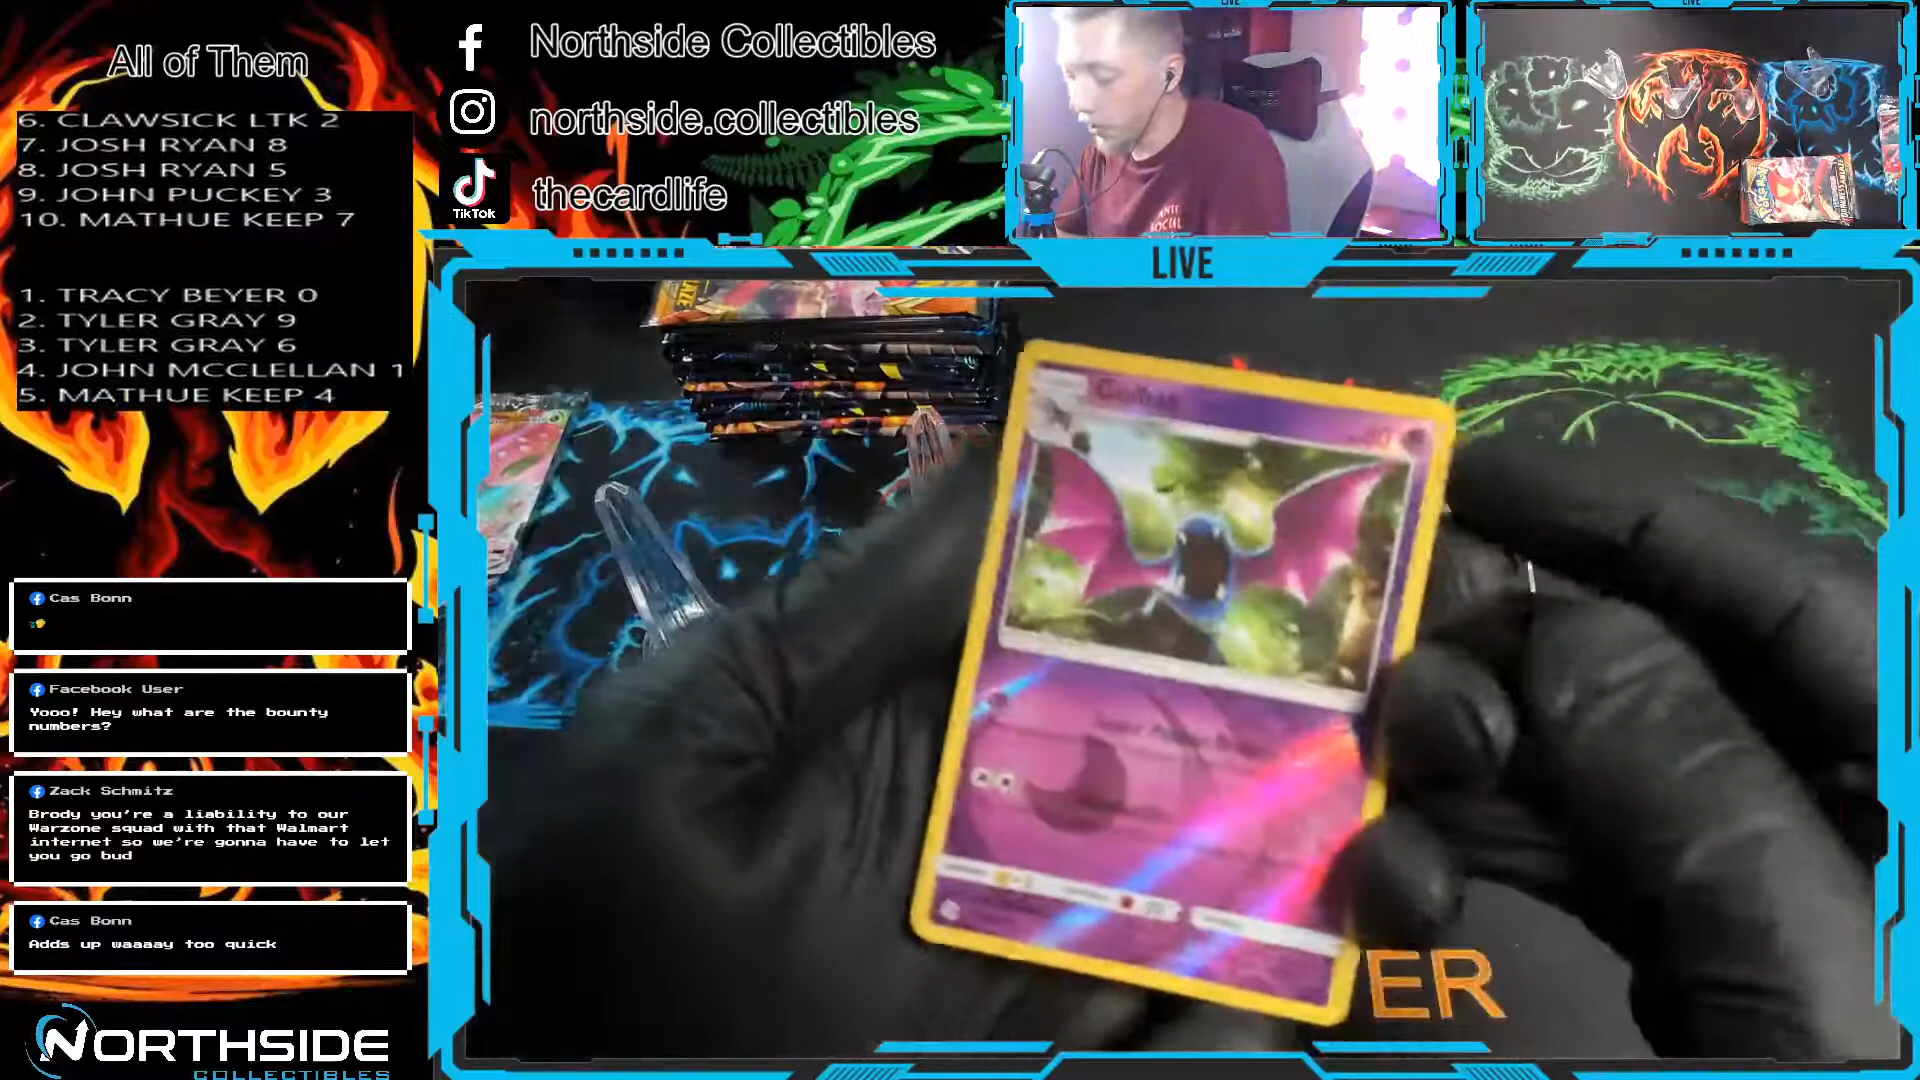 All of Them
6. CLAWSICK LTK 2
7. JOSH RYAN 8
8. JOSH RYAN 5
9. JOHN PUCKEY 3
10. MATHUE KEEP 7
1. TRACY BEYER 0
2. TYLER GRAY 9
3. TYLER GRAY 6
4. JOHN MCCLELLAN 1
5. MATHUE KEEP 4
Northside Collectibles
northside.collectibles
TikTok
thecardlife
LIVE
LIVE
LIVE
ANTI
SOCIAL
POKEMON
Cas Bonn
Facebook User
Yooo! Hey what are the bounty
numbers?
Zack Schmitz
Brody you're a liability to our
Warzone squad with that Walmart
internet so we're gonna have to let
you go bud
Cas Bonn
Adds up waaaay too quick
NORTHSIDE
COLLECTIBLES
ER